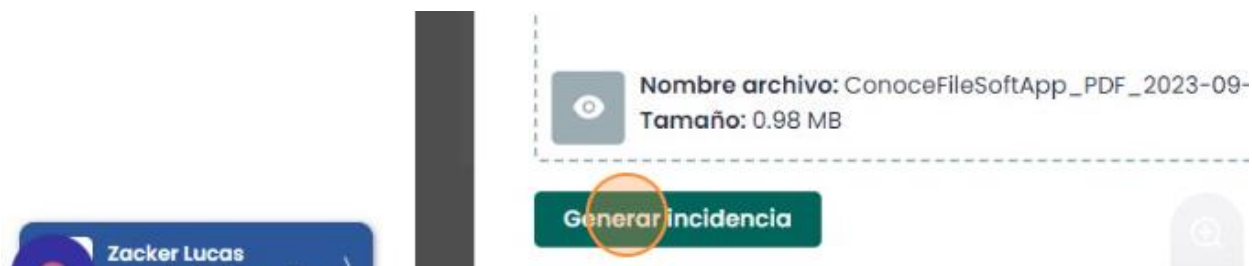 Nombre archivo: ConoceFileSoftApp_PDF_2023-09-
Tamaño: 0.98 MB
Generar incidencia
Zacker Lucas